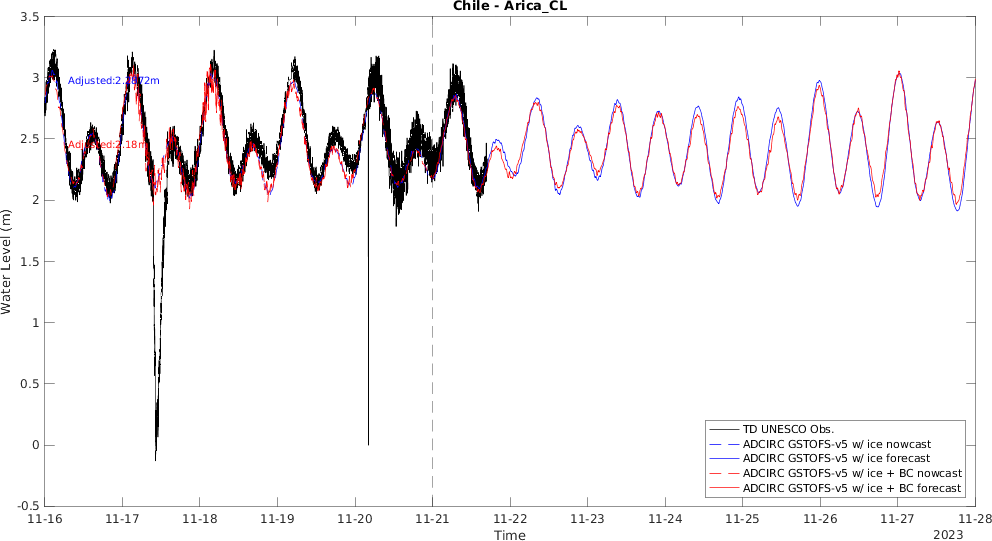 Chile - Arica_CL
3.5
3
2.5
2
1.5
1
0.5
0
-0.5
Water Level (m)
Adjusted:2.
72m
Adjusted:2.18m
TD UNESCO Obs.
ADCIRC GSTOFS-v5 w/ ice nowcast
ADCIRC GSTOFS-v5 w/ ice forecast
ADCIRC GSTOFS-v5 w/ ice + BC nowcast
ADCIRC GSTOFS-v5 w/ ice + BC forecast
11-16 11-17 11-18 11-19 11-20 11-21 11-22 11-23 11-24 11-25 11-26 11-27 11-28
Time
2023